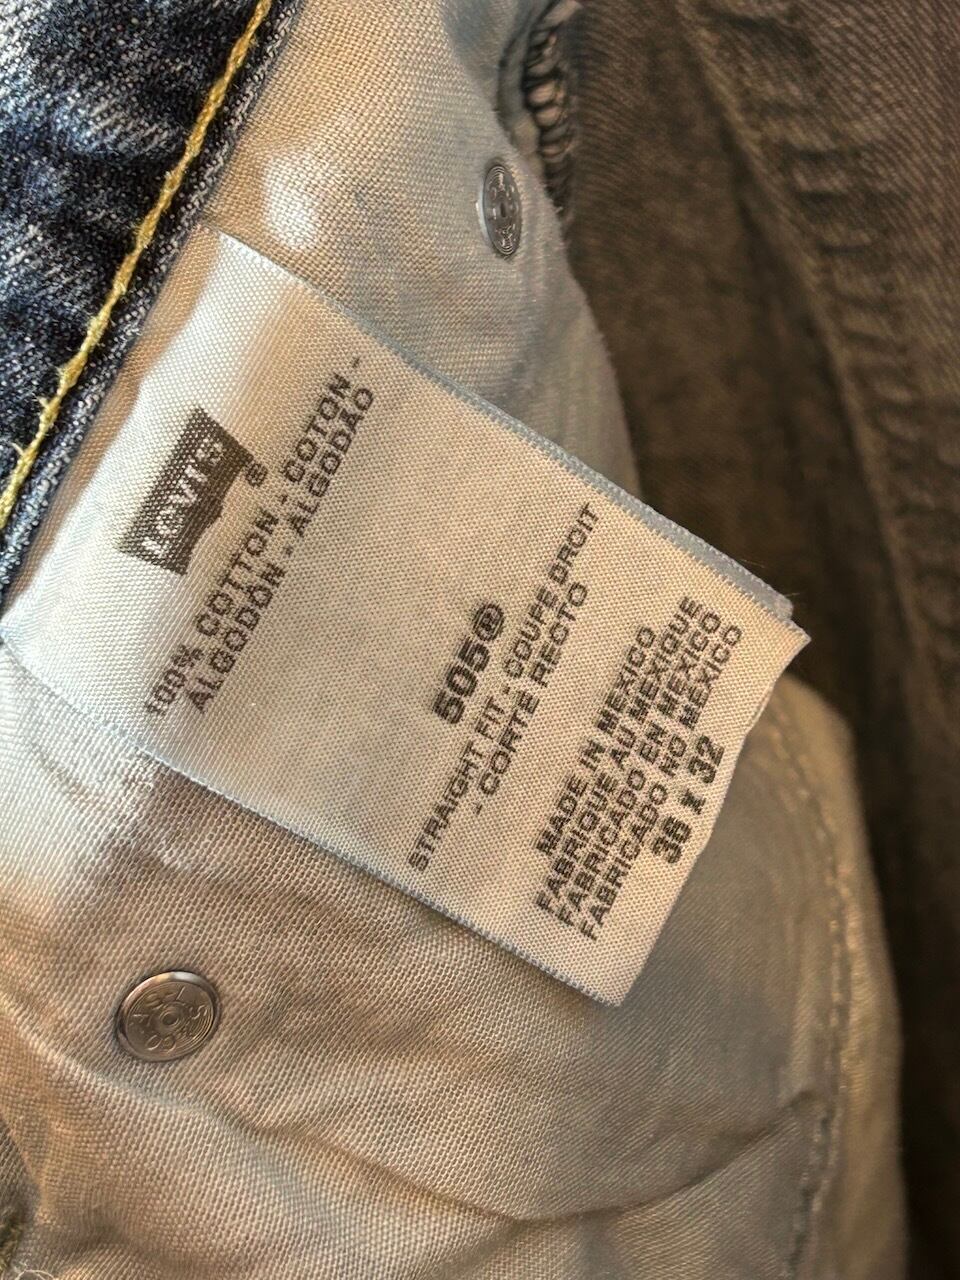 LEVI'S®
100% COTTON - COTON -
ALGODON - ALGODÃO
505®
STRAIGHT FIT - COUPE DROIT
- CORTE RECTO
MADE IN MEXICO
FABRIQUE AU MEXIQUE
FABRICADO EN MEXICO
FABRICADO NO MEXICO
36 x 32